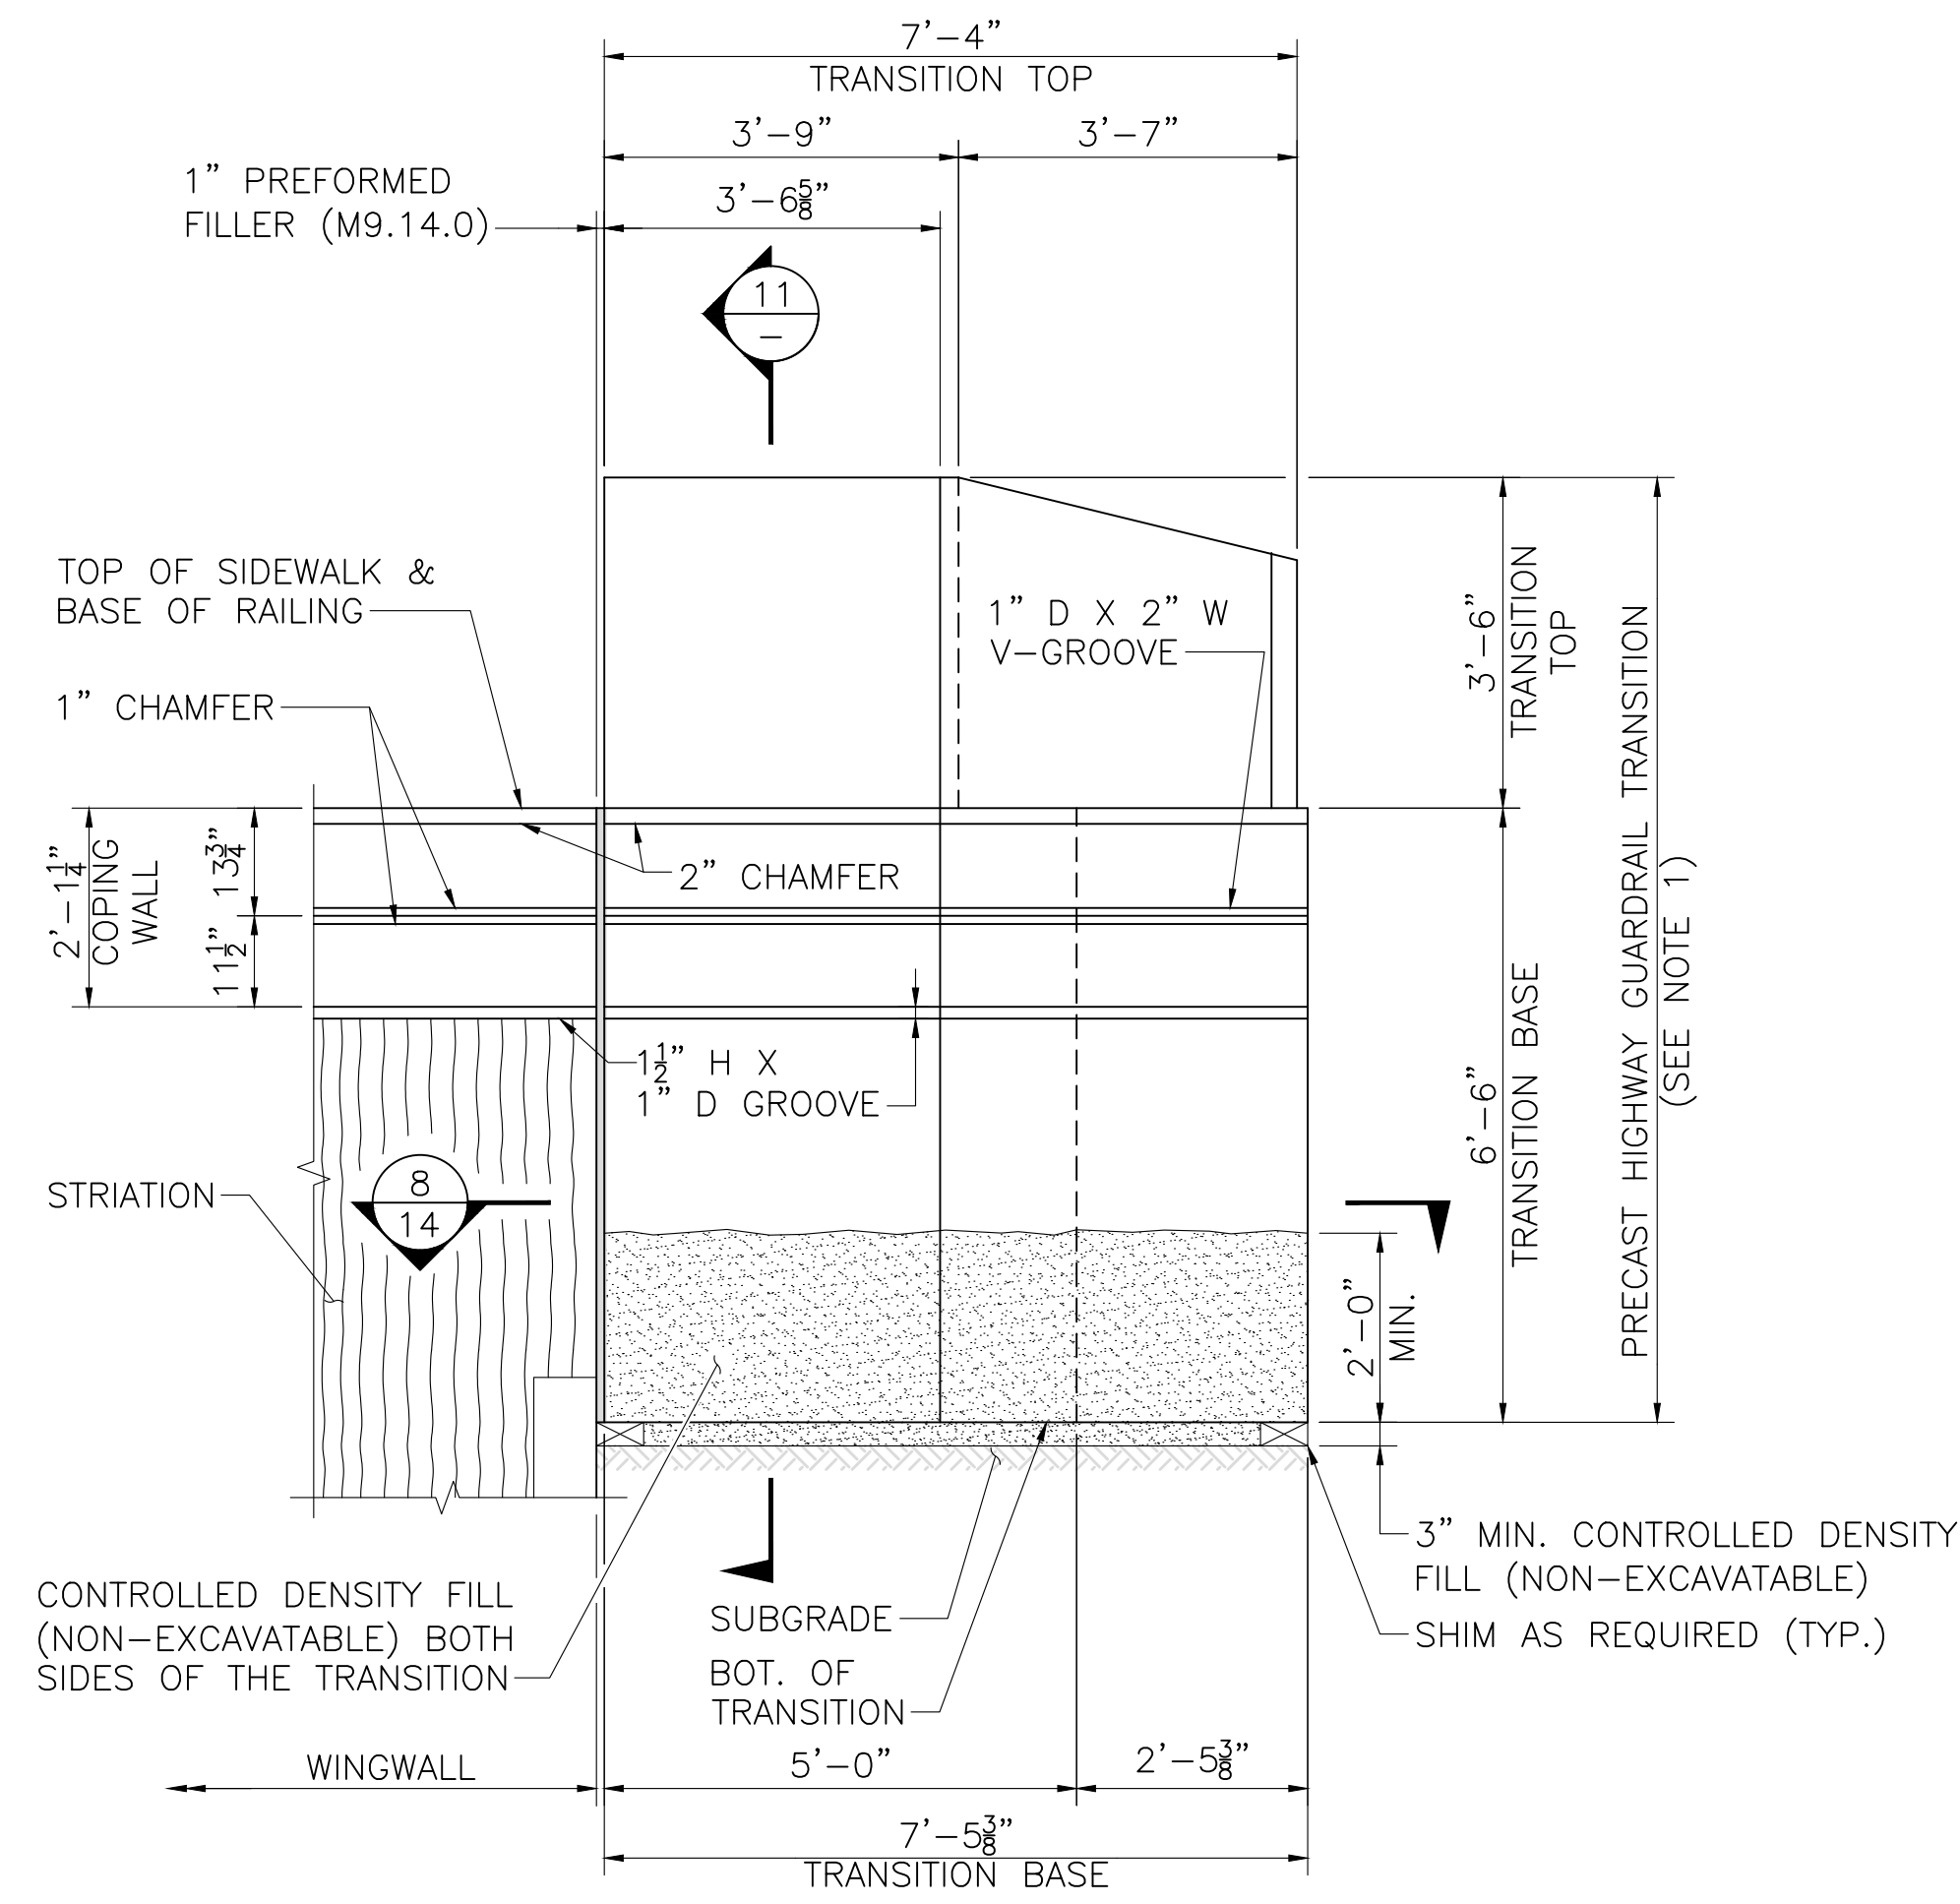 7'-4"
TRANSITION TOP
3'-9"
3'-7"
1" PREFORMED
FILLER (M9.14.0)
3'-6⅝"
11
-
TOP OF SIDEWALK &
BASE OF RAILING
1" D X 2" W
V-GROOVE
1" CHAMFER
3'-6"
TRANSITION
TOP
PRECAST HIGHWAY GUARDRAIL TRANSITION
(SEE NOTE 1)
2'-1¼"
COPING
WALL
13¾"
11½"
2" CHAMFER
1½" H X
1" D GROOVE
6'-6"
TRANSITION BASE
STRIATION
8
14
2'-0"
MIN.
3" MIN. CONTROLLED DENSITY
FILL (NON-EXCAVATABLE)
SHIM AS REQUIRED (TYP.)
CONTROLLED DENSITY FILL
(NON-EXCAVATABLE) BOTH
SIDES OF THE TRANSITION
SUBGRADE
BOT. OF
TRANSITION
WINGWALL
5'-0"
2'-5⅜"
7'-5⅜"
TRANSITION BASE